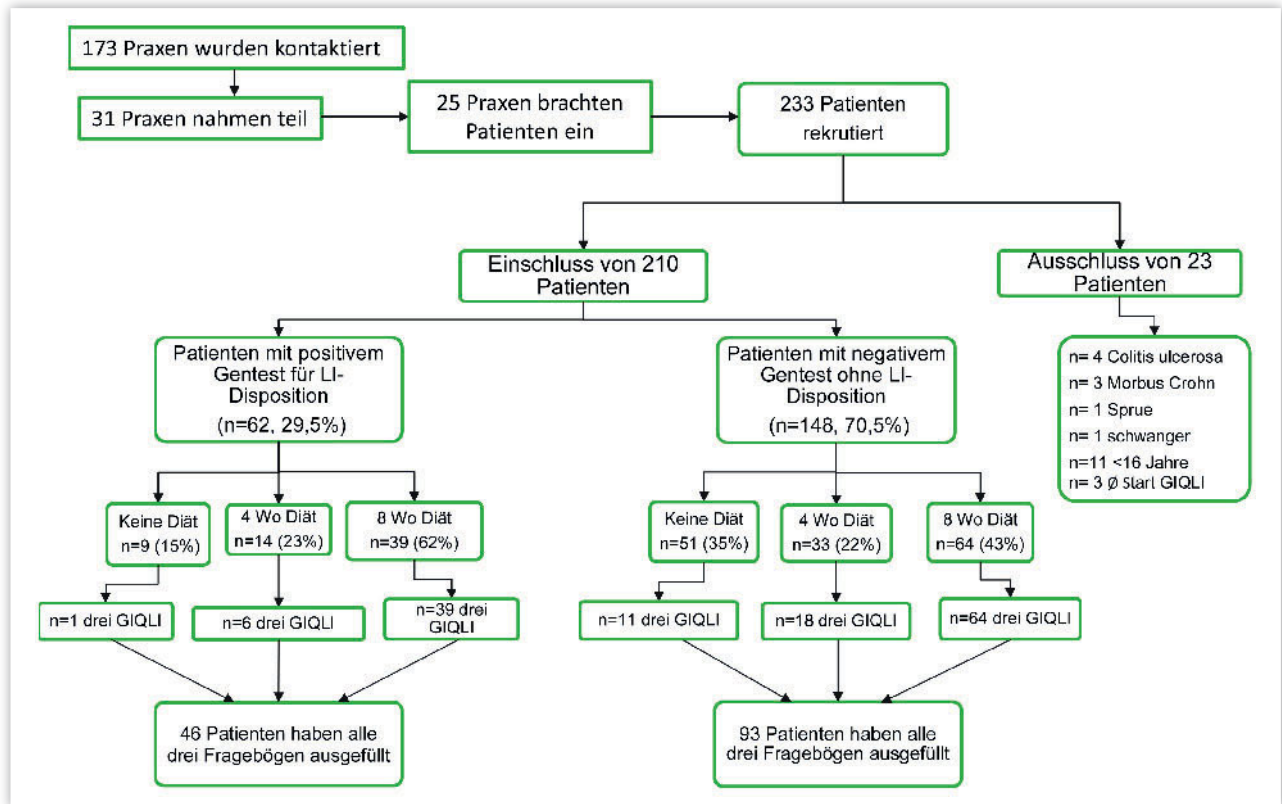 173 Praxen wurden kontaktiert
31 Praxen nahmen teil
25 Praxen brachten
Patienten ein
233 Patienten
rekrutiert
Einschluss von 210
Patienten
Ausschluss von 23
Patienten
n= 4 Colitis ulcerosa
n= 3 Morbus Crohn
n= 1 Sprue
n= 1 schwanger
n=11 <16 Jahre
n= 3 Ø Start GIQLI
Patienten mit positivem
Gentest für LI-
Disposition
(n=62, 29,5%)
Patienten mit negativem
Gentest ohne LI-
Disposition
(n=148, 70,5%)
Keine Diät
n=9 (15%)
4 Wo Diät
n=14 (23%)
8 Wo Diät
n=39 (62%)
Keine Diät
n=51 (35%)
4 Wo Diät
n=33 (22%)
8 Wo Diät
n=64 (43%)
n=1 drei GIQLI
n=6 drei GIQLI
n=39 drei
GIQLI
n=11 drei GIQLI
n=18 drei GIQLI
n=64 drei GIQLI
46 Patienten haben alle
drei Fragebögen ausgefüllt
93 Patienten haben alle
drei Fragebögen ausgefüllt